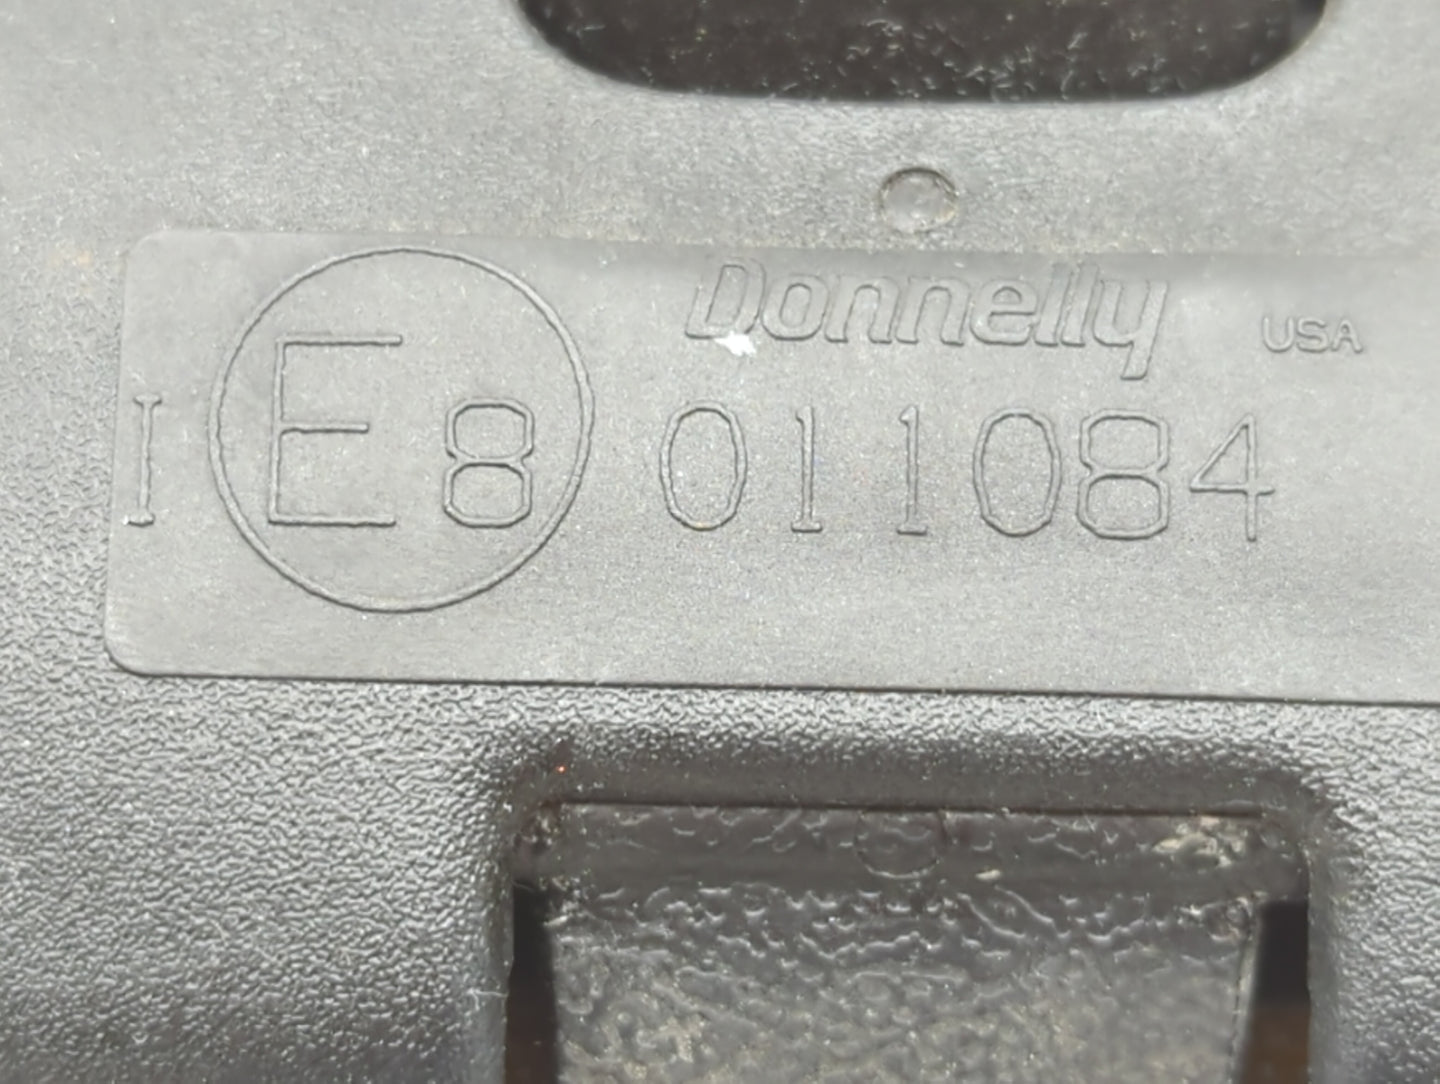 Donnelly USA
I E8 011084